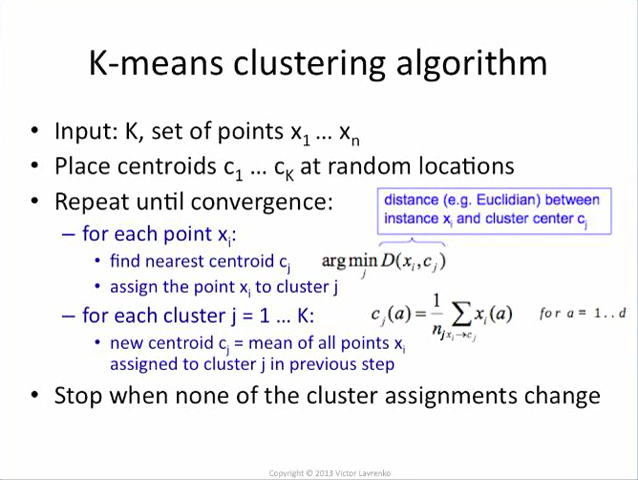 K-means clustering algorithm
• Input: K, set of points x₁ … xₙ
• Place centroids c₁ … c_K at random locations
• Repeat until convergence:
distance (e.g. Euclidian) between
instance xᵢ and cluster center cⱼ
– for each point xᵢ:
• find nearest centroid cⱼ arg min_j D(xᵢ,cⱼ)
• assign the point xᵢ to cluster j
– for each cluster j = 1 … K: cⱼ(a) = 1/nⱼ ∑_{xᵢ→cⱼ} xᵢ(a) for a = 1..d
• new centroid cⱼ = mean of all points xᵢ
assigned to cluster j in previous step
• Stop when none of the cluster assignments change
Copyright © 2013 Victor Lavrenko